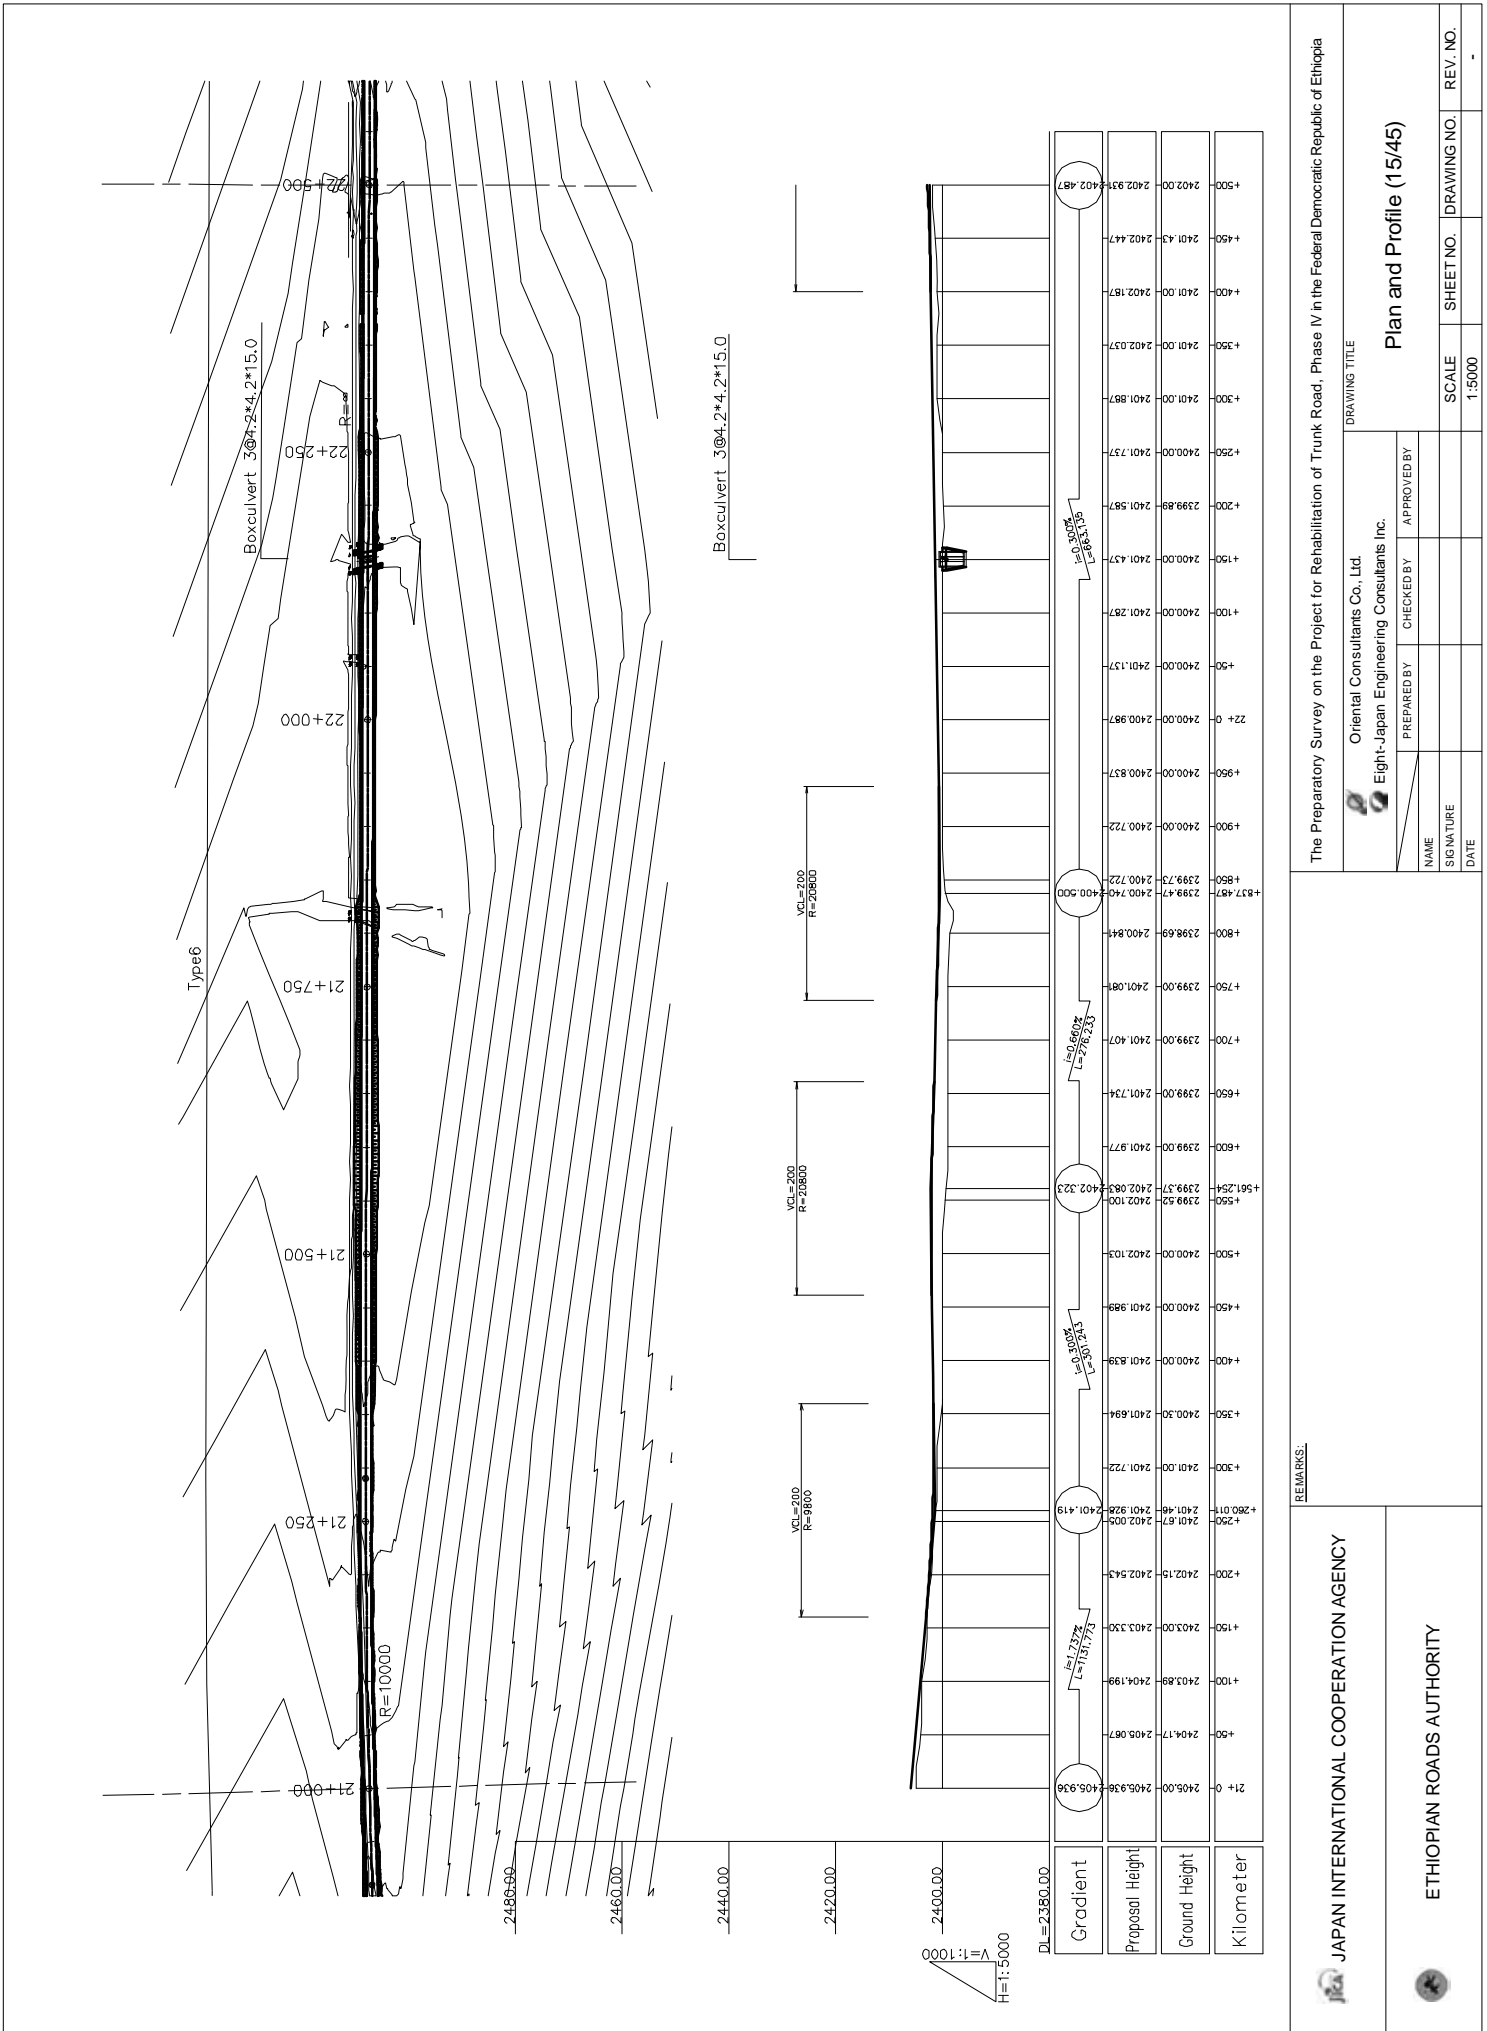 Type6
Boxculvert 3@4.2*4.2*15.0
R=10000
R=∞
21+000
21+250
21+500
21+750
22+000
22+250
22+500
Boxculvert 3@4.2*4.2*15.0
VCL=200
R=9800
VCL=200
R=20800
VCL=200
R=20800
2480.00
2460.00
2440.00
2420.00
2400.00
DL=2380.00
V=1:1000
H=1:5000
Gradient
2405.936
i=1.737%
L=1131.773
2401.419
i=0.300%
L=301.243
2402.323
i=0.660%
L=276.233
2400.500
i=0.300%
L=663.135
2402.487
Proposal Height
2405.936 2405.067 2404.199 2403.330 2402.543 2402.005 2401.928 2401.722 2401.694 2401.839 2401.989 2402.103 2402.100 2402.083 2401.977 2401.734 2401.407 2401.081 2400.841 2400.740 2400.722 2400.722 2400.837 2400.987 2401.137 2401.287 2401.437 2401.587 2401.737 2401.887 2402.037 2402.187 2402.447 2402.931
Ground Height
2405.00 2404.17 2403.89 2403.00 2402.15 2401.67 2401.46 2401.00 2400.30 2400.00 2400.00 2400.00 2399.52 2399.37 2399.00 2399.00 2399.00 2399.00 2398.69 2399.47 2399.73 2400.00 2400.00 2400.00 2400.00 2400.00 2400.00 2399.89 2400.00 2401.00 2401.00 2401.00 2401.43 2402.00
Kilometer
21+ 0 +50 +100 +150 +200 +250 +260.011 +300 +350 +400 +450 +500 +550 +561.254 +600 +650 +700 +750 +800 +837.487 +850 +900 +950 22+ 0 +50 +100 +150 +200 +250 +300 +350 +400 +450 +500
JICA
JAPAN INTERNATIONAL COOPERATION AGENCY
ETHIOPIAN ROADS AUTHORITY
REMARKS:
The Preparatory Survey on the Project for Rehabilitation of Trunk Road, Phase IV in the Federal Democratic Republic of Ethiopia
Oriental Consultants Co., Ltd.
Eight-Japan Engineering Consultants Inc.
PREPARED BY CHECKED BY APPROVED BY
NAME
SIGNATURE
DATE
DRAWING TITLE
Plan and Profile (15/45)
SCALE SHEET NO. DRAWING NO. REV. NO.
1:5000 -